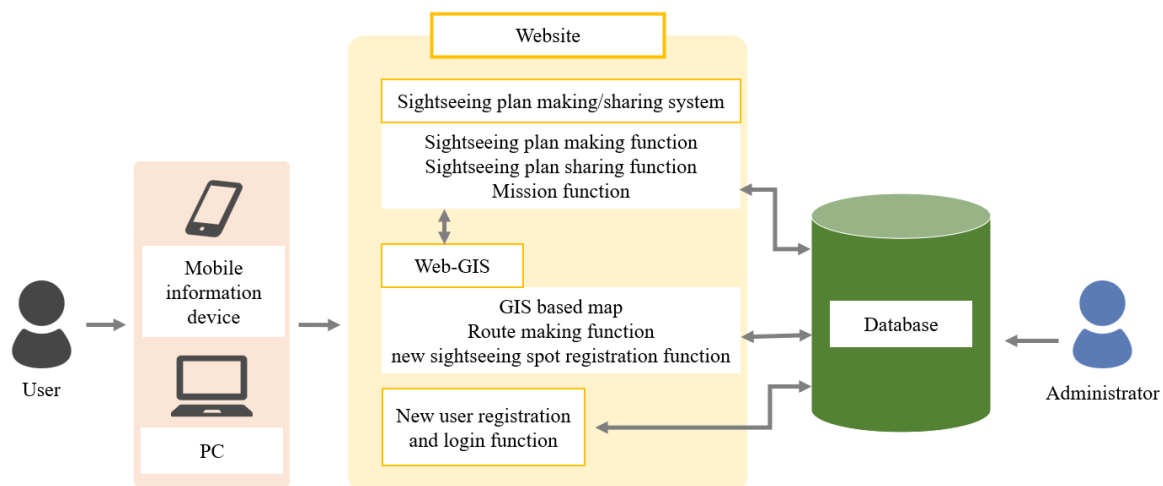 Website
Sightseeing plan making/sharing system
Sightseeing plan making function
Sightseeing plan sharing function
Mission function
Web-GIS
GIS based map
Route making function
new sightseeing spot registration function
New user registration
and login function
Mobile
information
device
PC
User
Database
Administrator